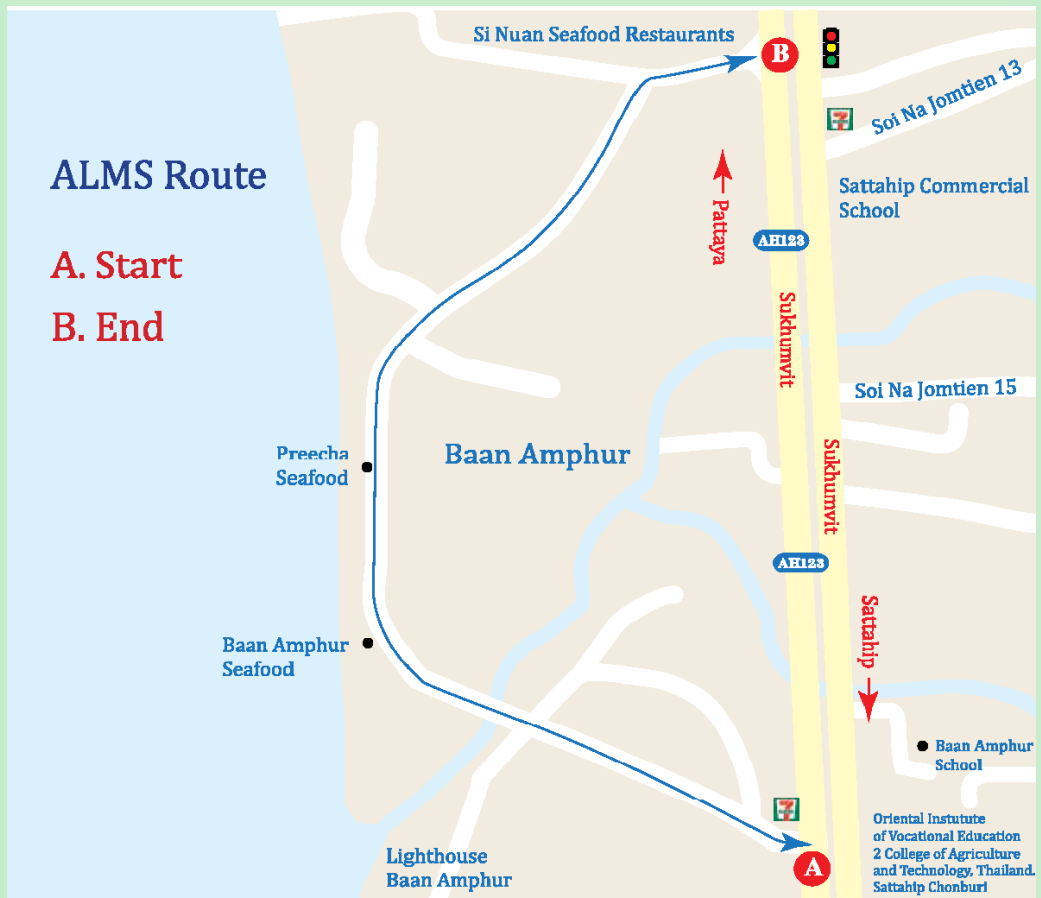 Si Nuan Seafood Restaurants
B
Soi Na Jomtien 13
7
ALMS Route
Sattahip Commercial
School
Pattaya
AH123
A. Start
B. End
Sukhumvit
Soi Na Jomtien 15
Preecha
Seafood
Baan Amphur
Sukhumvit
AH123
Sattahip
Baan Amphur
Seafood
Baan Amphur
School
7
Oriental Instutute
of Vocational Education
2 College of Agriculture
and Technology, Thailand.
Sattahip Chonburi
A
Lighthouse
Baan Amphur